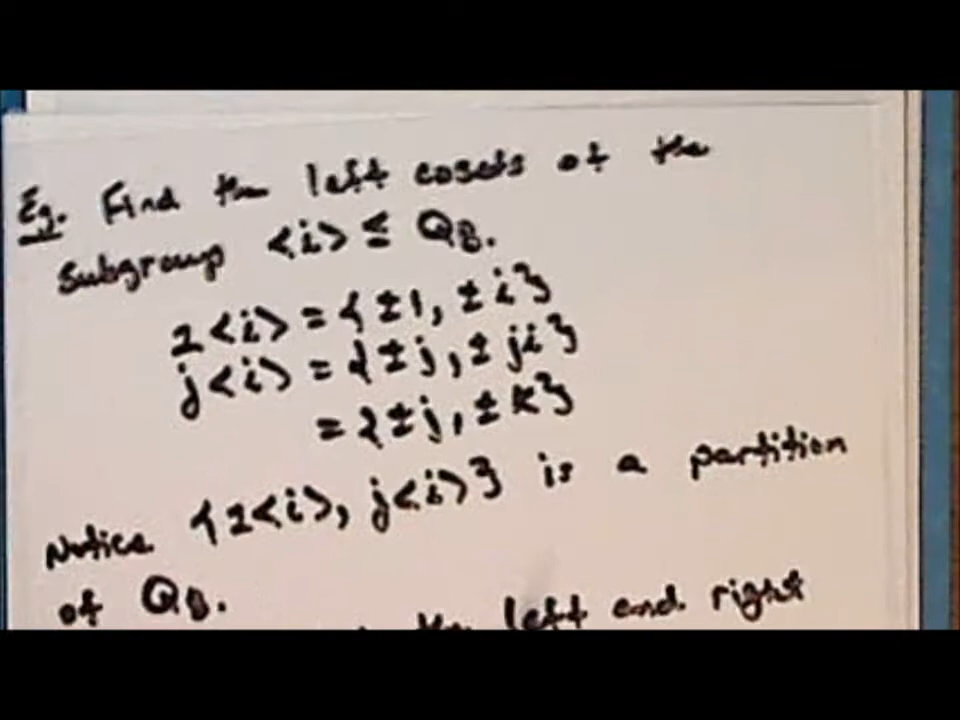 Eg. Find the left cosets of the
subgroup <i> ≤ Q8.
1<i> = {±1, ±i}
j<i> = {±j, ±ji}
= {±j, ±k}
Notice {1<i>, j<i>} is a partition
of Q8.
the left and right